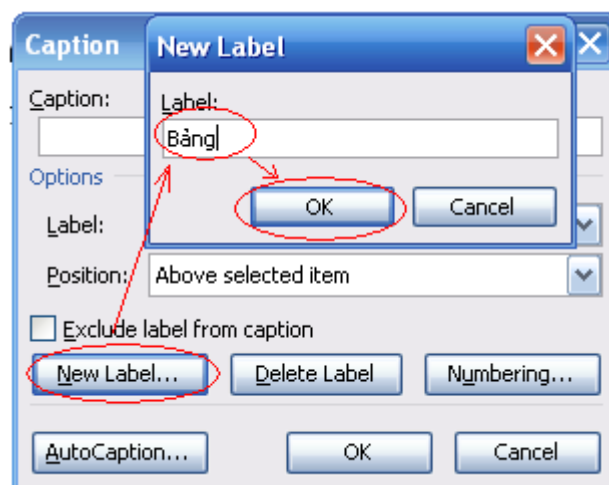 Caption
New Label
Caption:
Label:
Bảng
Options
OK
Cancel
Label:
Position:
Above selected item
Exclude label from caption
New Label...
Delete Label
Numbering...
AutoCaption...
OK
Cancel